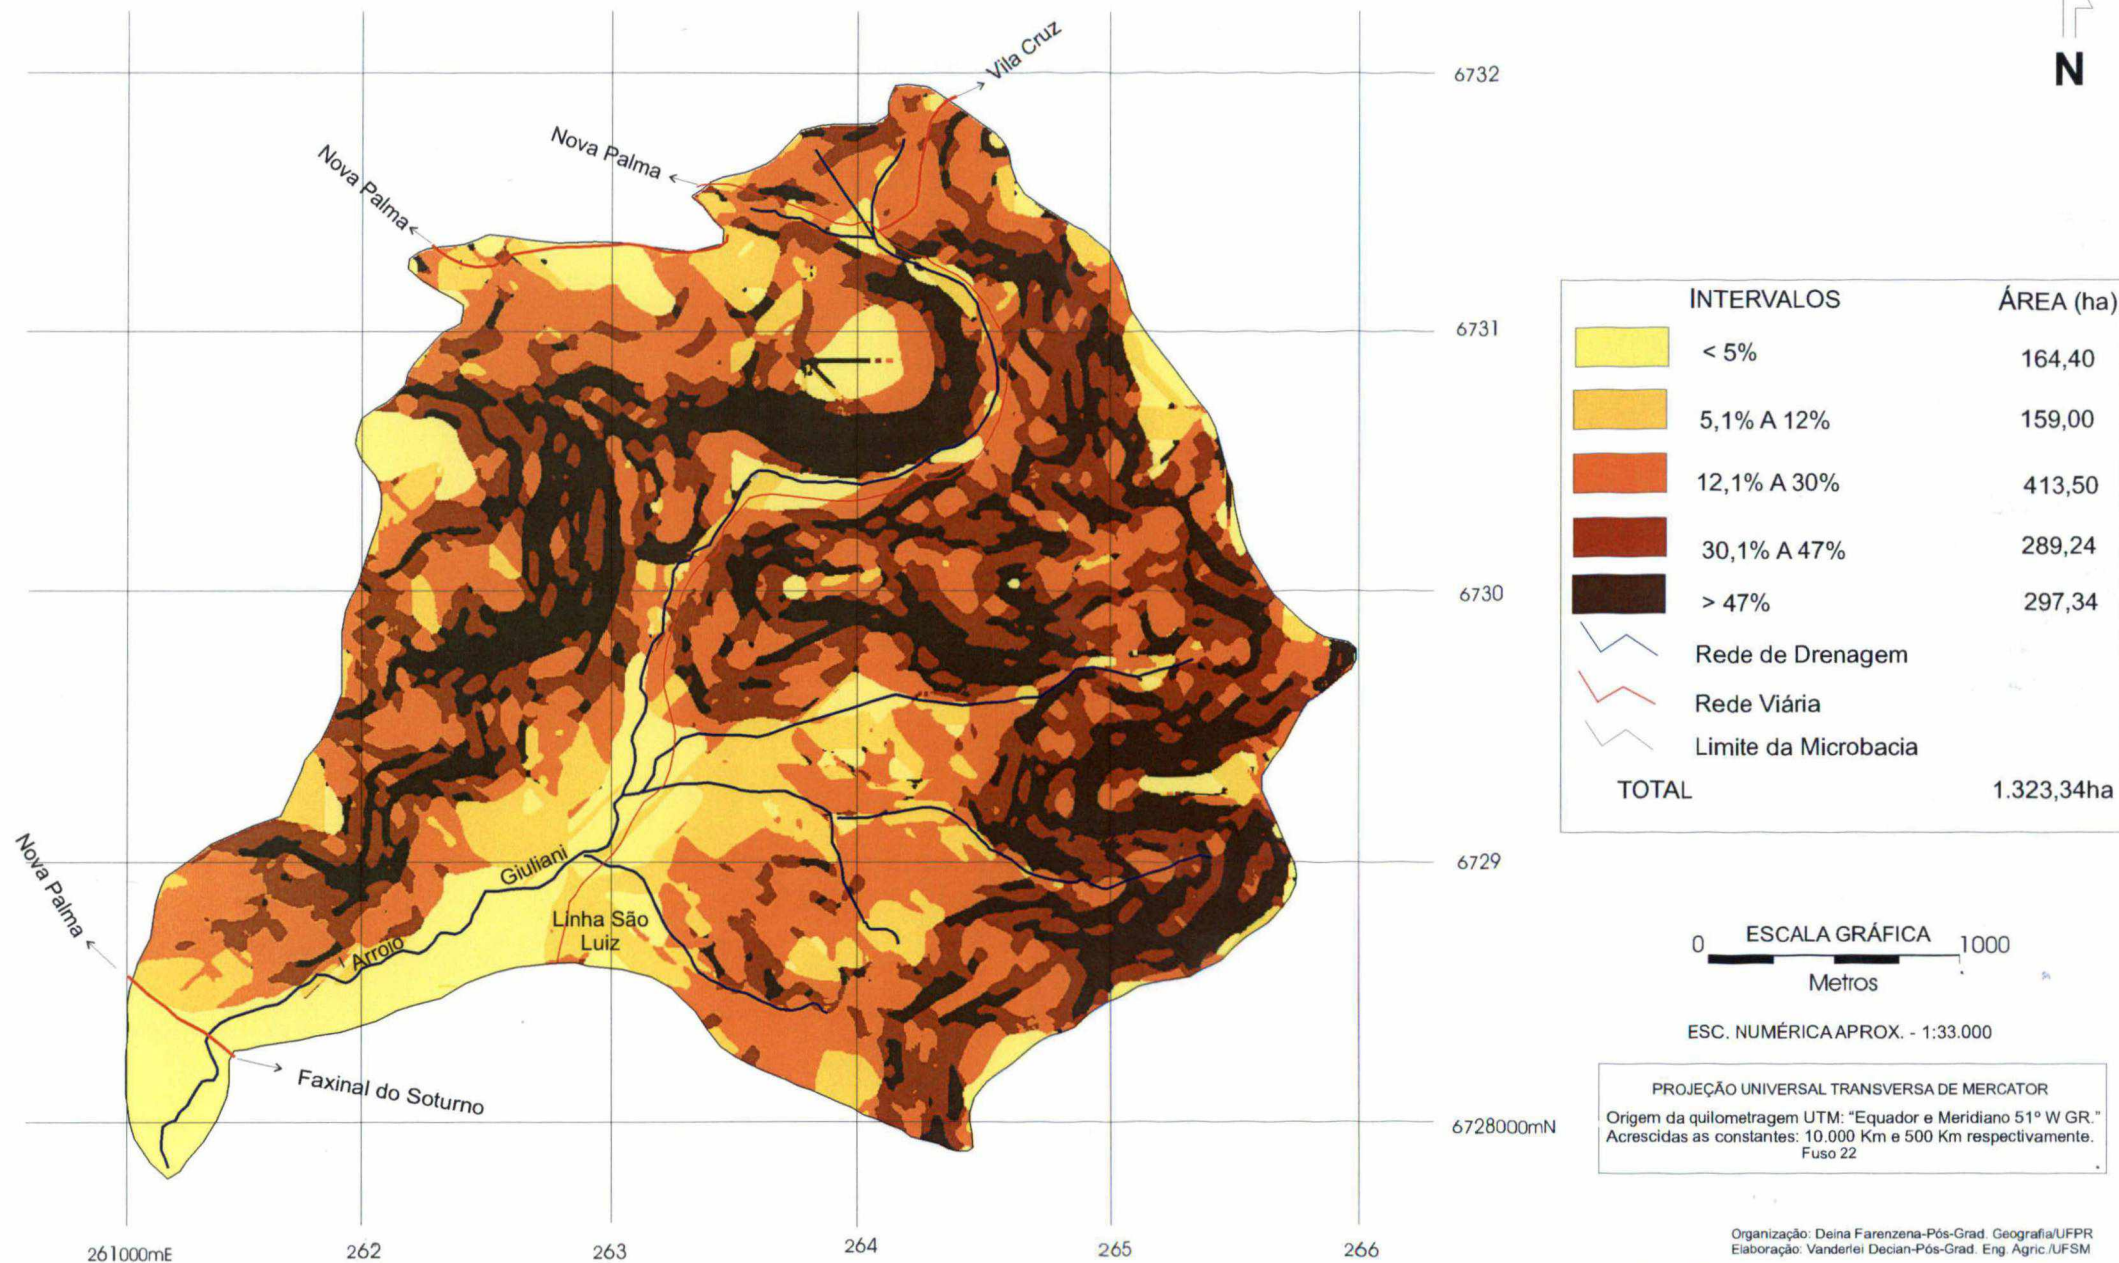 N
Vila Cruz
6732
Nova Palma
Nova Palma
6731
6730
6729
Giuliani
Linha São
Luiz
Nova Palma
Arroio
Faxinal do Soturno
6728000mN
261000mE
262
263
264
265
266
INTERVALOS ÁREA (ha)
< 5% 164,40
5,1% A 12% 159,00
12,1% A 30% 413,50
30,1% A 47% 289,24
> 47% 297,34
Rede de Drenagem
Rede Viária
Limite da Microbacia
TOTAL 1.323,34ha
ESCALA GRÁFICA
0 1000
Metros
ESC. NUMÉRICA APROX. - 1:33.000
PROJEÇÃO UNIVERSAL TRANSVERSA DE MERCATOR
Origem da quilometragem UTM: "Equador e Meridiano 51º W GR."
Acrescidas as constantes: 10.000 Km e 500 Km respectivamente.
Fuso 22
Organização: Deina Farenzena-Pós-Grad. Geografia/UFPR
Elaboração: Vanderlei Decian-Pós-Grad. Eng. Agric./UFSM